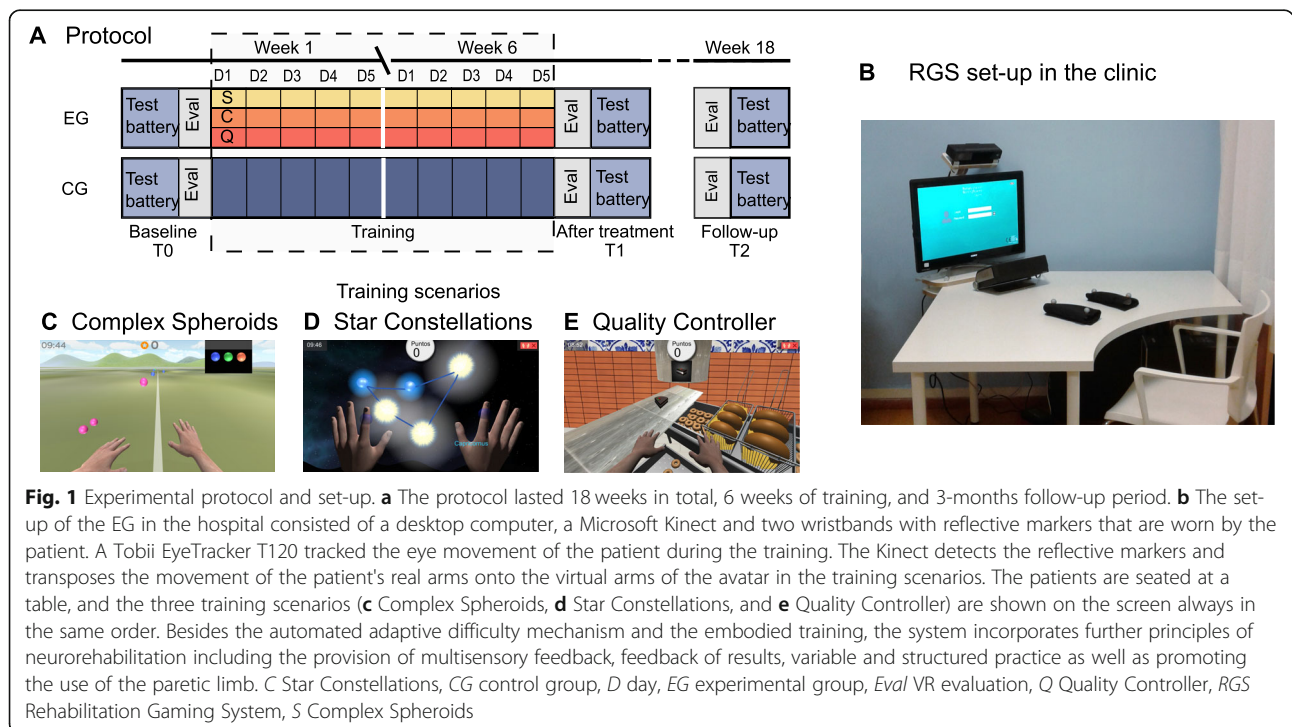 A Protocol
Week 1 Week 6 Week 18
D1 D2 D3 D4 D5 D1 D2 D3 D4 D5
EG
Test battery Eval S C Q Eval Test battery Eval Test battery
CG
Test battery Eval Eval Test battery Eval Test battery
Baseline T0
Training
After treatment T1
Follow-up T2
B RGS set-up in the clinic
Training scenarios
C Complex Spheroids D Star Constellations E Quality Controller
09:44 0
09:46 Puntos 0
Puntos 0
Fig. 1 Experimental protocol and set-up. a The protocol lasted 18 weeks in total, 6 weeks of training, and 3-months follow-up period. b The set-
up of the EG in the hospital consisted of a desktop computer, a Microsoft Kinect and two wristbands with reflective markers that are worn by the
patient. A Tobii EyeTracker T120 tracked the eye movement of the patient during the training. The Kinect detects the reflective markers and
transposes the movement of the patient's real arms onto the virtual arms of the avatar in the training scenarios. The patients are seated at a
table, and the three training scenarios (c Complex Spheroids, d Star Constellations, and e Quality Controller) are shown on the screen always in
the same order. Besides the automated adaptive difficulty mechanism and the embodied training, the system incorporates further principles of
neurorehabilitation including the provision of multisensory feedback, feedback of results, variable and structured practice as well as promoting
the use of the paretic limb. C Star Constellations, CG control group, D day, EG experimental group, Eval VR evaluation, Q Quality Controller, RGS
Rehabilitation Gaming System, S Complex Spheroids